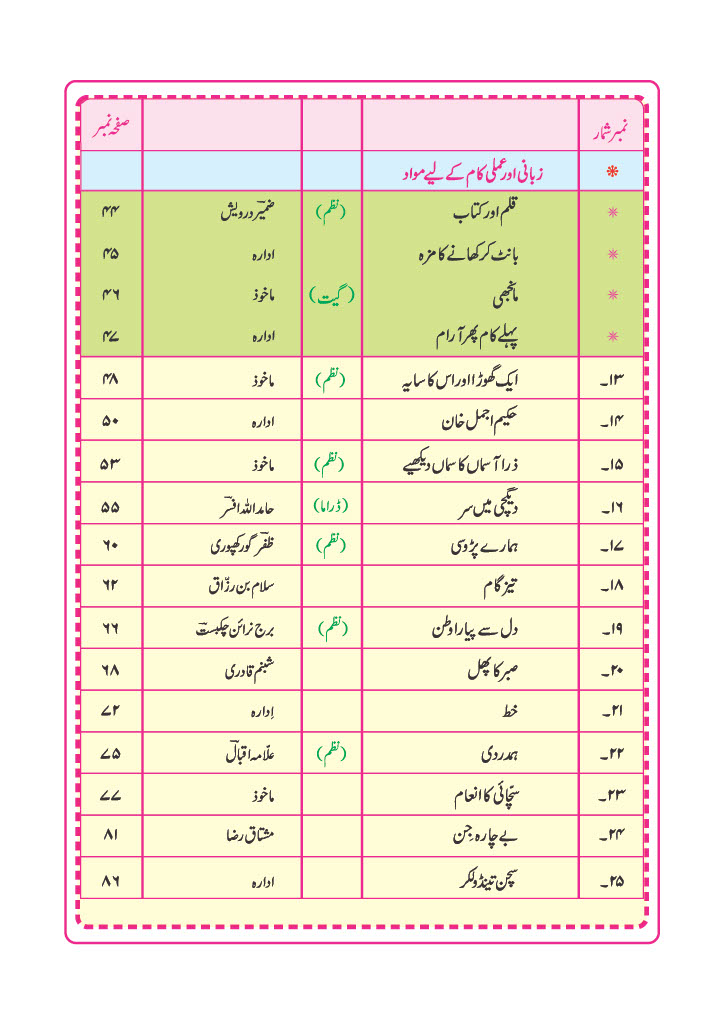 نمبر شمار صفحہ نمبر
* زبانی اور عملی کام کے لیے مواد
* قلم اور کتاب (نظم) ضمیرؔ درویش ۴۴
* بانٹ کر کھانے کا مزہ ادارہ ۴۵
* مانجھی (گیت) ماخوذ ۴۶
* پہلے کام پھر آرام ادارہ ۴۷
۱۳۔ ایک گھوڑا اور اس کا سایہ (نظم) ماخوذ ۴۸
۱۴۔ حکیم اجمل خان ادارہ ۵۰
۱۵۔ ذرا آسماں کا سماں دیکھیے (نظم) ماخوذ ۵۳
۱۶۔ دیگچی میں سر (ڈراما) حامد اللہ افسرؔ ۵۵
۱۷۔ ہمارے پڑوسی (نظم) ظفرؔ گورکھپوری ۶۰
۱۸۔ تیز گام سلام بن رزّاق ۶۲
۱۹۔ دل سے پیارا وطن (نظم) برج نرائن چکبستؔ ۶۶
۲۰۔ صبر کا پھل شبنم قادری ۶۸
۲۱۔ خط اِدارہ ۷۲
۲۲۔ ہمدردی (نظم) علّامہ اقبالؔ ۷۵
۲۳۔ سچّائی کا انعام ماخوذ ۷۷
۲۴۔ بے چارہ جِن مشتاق رضا ۸۱
۲۵۔ سچن تینڈولکر ادارہ ۸۶